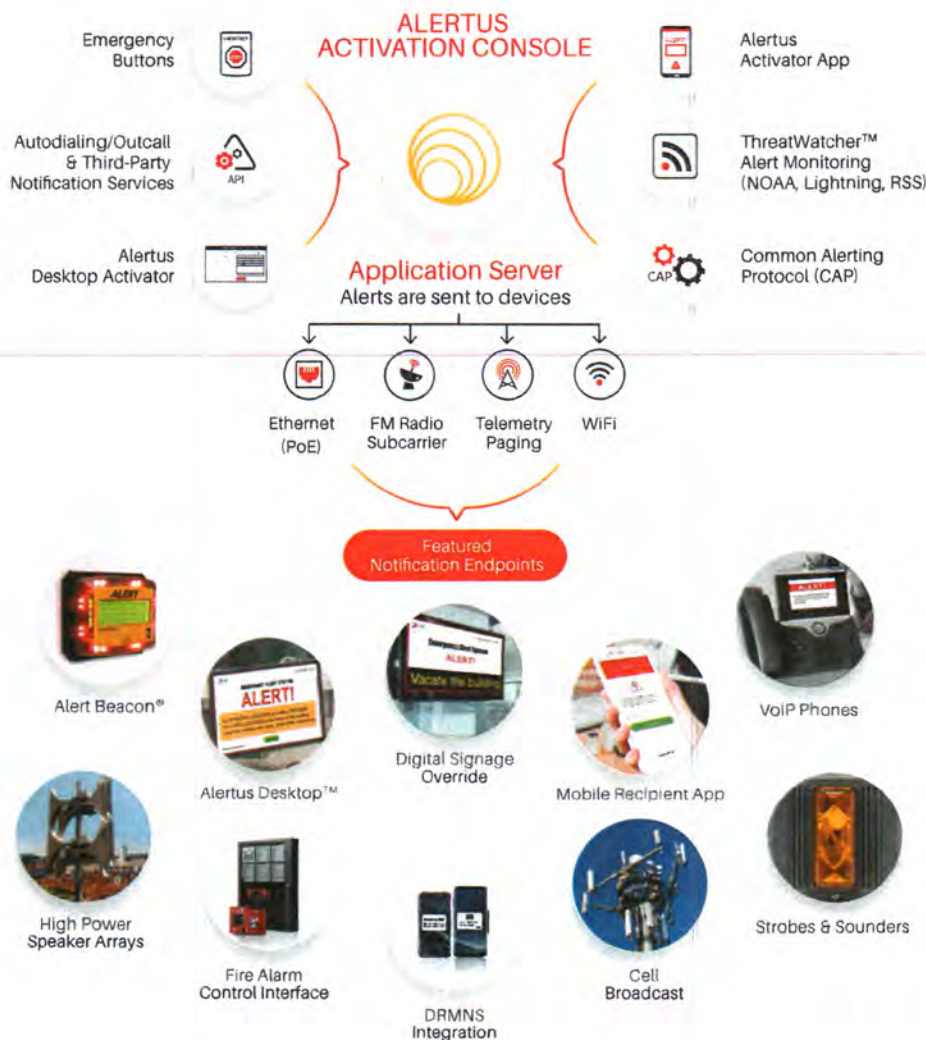 ALERTUS
ACTIVATION CONSOLE
Emergency
Buttons
Autodialing/Outcall
& Third-Party
Notification Services
API
Alertus
Desktop Activator
Alertus
Activator App
ThreatWatcher™
Alert Monitoring
(NOAA, Lightning, RSS)
CAP
Common Alerting
Protocol (CAP)
Application Server
Alerts are sent to devices
Ethernet
(PoE)
FM Radio
Subcarrier
Telemetry
Paging
WiFi
Featured
Notification Endpoints
ALERT
Alert Beacon®
ALERT!
Alertus Desktop™
Emergency Alert System
ALERT!
Vacate the building
Digital Signage
Override
Mobile Recipient App
ALERT!
VoIP Phones
High Power
Speaker Arrays
Fire Alarm
Control Interface
DRMNS
Integration
Cell
Broadcast
Strobes & Sounders